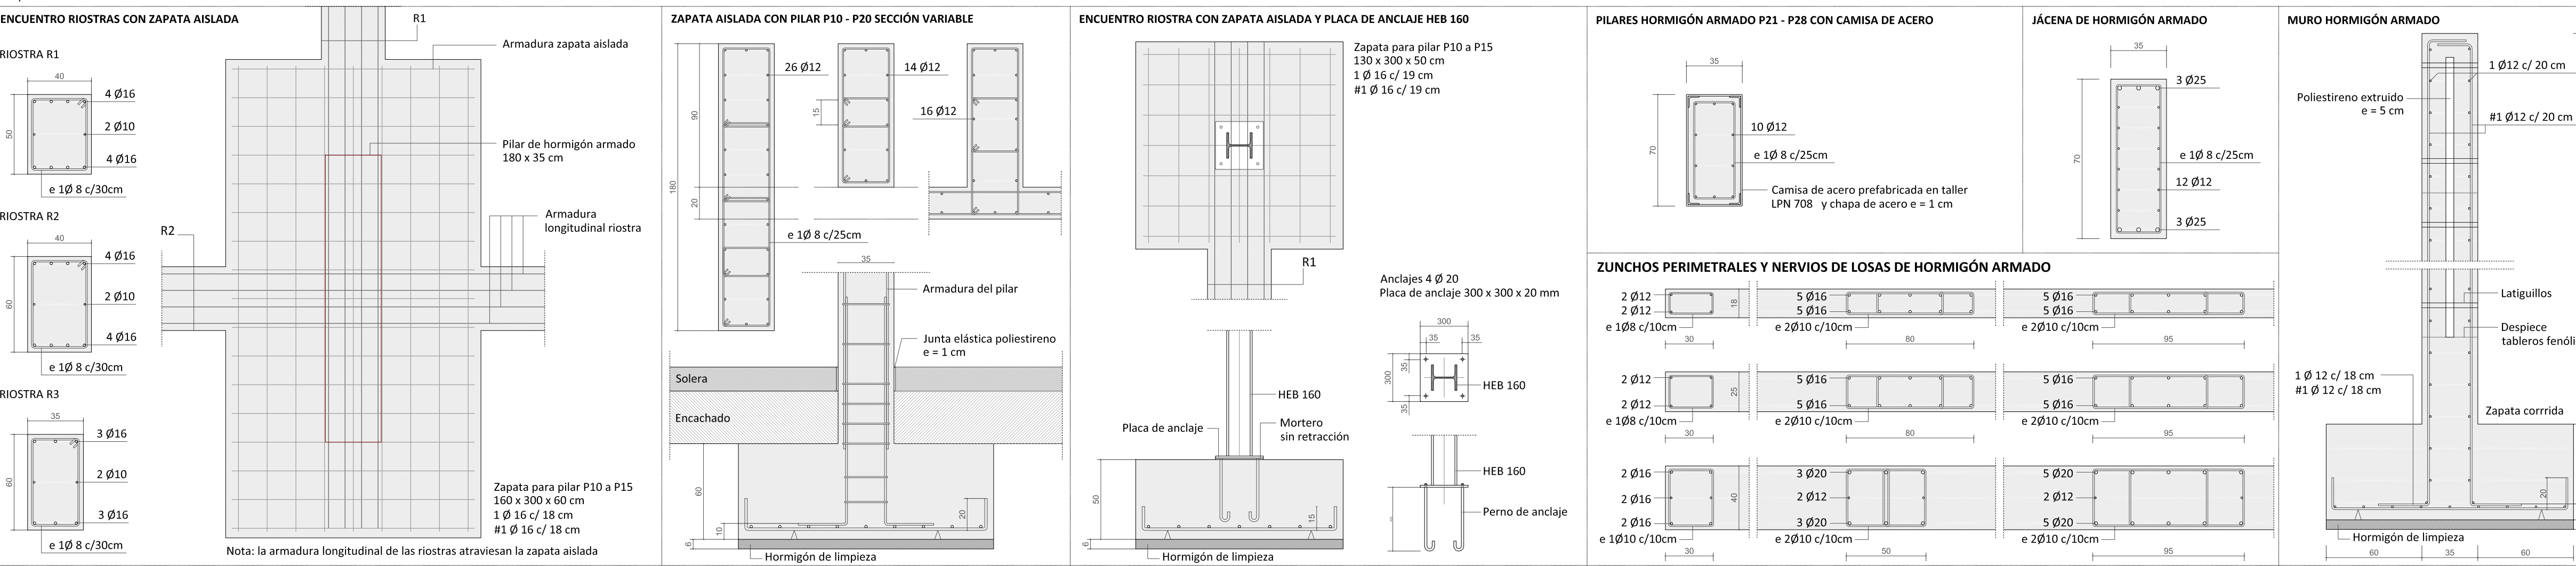 ENCUENTRO RIOSTRAS CON ZAPATA AISLADA
R1
Armadura zapata aislada
RIOSTRA R1
40
50
4 Ø16
2 Ø10
4 Ø16
e 1Ø 8 c/30cm
Pilar de hormigón armado
180 x 35 cm
RIOSTRA R2
40
60
4 Ø16
2 Ø10
4 Ø16
e 1Ø 8 c/30cm
R2
Armadura
longitudinal riostra
RIOSTRA R3
35
60
3 Ø16
2 Ø10
3 Ø16
e 1Ø 8 c/30cm
Zapata para pilar P10 a P15
160 x 300 x 60 cm
1 Ø 16 c/ 18 cm
#1 Ø 16 c/ 18 cm
Nota: la armadura longitudinal de las riostras atraviesan la zapata aislada
ZAPATA AISLADA CON PILAR P10 - P20 SECCIÓN VARIABLE
26 Ø12
14 Ø12
16 Ø12
90
15
180
20
e 1Ø 8 c/25cm
35
Armadura del pilar
Junta elástica poliestireno
e = 1 cm
Solera
Encachado
60
20
10
6
Hormigón de limpieza
ENCUENTRO RIOSTRA CON ZAPATA AISLADA Y PLACA DE ANCLAJE HEB 160
Zapata para pilar P10 a P15
130 x 300 x 50 cm
1 Ø 16 c/ 19 cm
#1 Ø 16 c/ 19 cm
R1
Anclajes 4 Ø 20
Placa de anclaje 300 x 300 x 20 mm
300
35
35
300
35
35
HEB 160
HEB 160
Placa de anclaje
Mortero
sin retracción
HEB 160
Perno de anclaje
50
15
6
Hormigón de limpieza
PILARES HORMIGÓN ARMADO P21 - P28 CON CAMISA DE ACERO
35
70
10 Ø12
e 1Ø 8 c/25cm
Camisa de acero prefabricada en taller
LPN 708 y chapa de acero e = 1 cm
JÁCENA DE HORMIGÓN ARMADO
35
70
3 Ø25
e 1Ø 8 c/25cm
12 Ø12
3 Ø25
ZUNCHOS PERIMETRALES Y NERVIOS DE LOSAS DE HORMIGÓN ARMADO
2 Ø12
2 Ø12
e 1Ø8 c/10cm
18
30
5 Ø16
5 Ø16
e 2Ø10 c/10cm
80
5 Ø16
5 Ø16
e 2Ø10 c/10cm
95
2 Ø12
2 Ø12
e 1Ø8 c/10cm
25
30
5 Ø16
5 Ø16
e 2Ø10 c/10cm
80
5 Ø16
5 Ø16
e 2Ø10 c/10cm
95
2 Ø16
2 Ø16
2 Ø16
e 1Ø10 c/10cm
40
30
3 Ø20
2 Ø12
3 Ø20
e 2Ø10 c/10cm
50
5 Ø20
2 Ø12
5 Ø20
e 2Ø10 c/10cm
95
MURO HORMIGÓN ARMADO
1 Ø12 c/ 20 cm
Poliestireno extruido
e = 5 cm
#1 Ø12 c/ 20 cm
Latiguillos
Despiece
tableros fenóli
1 Ø 12 c/ 18 cm
#1 Ø 12 c/ 18 cm
Zapata corrrida
20
Hormigón de limpieza
60
35
60